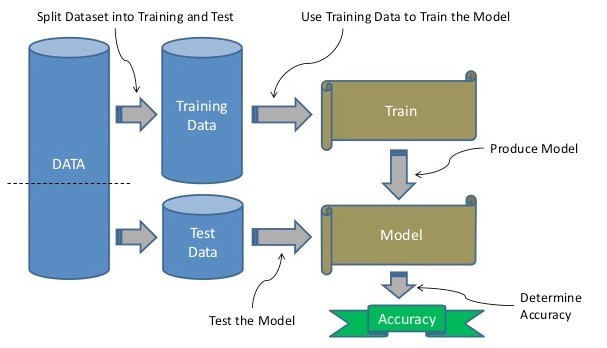 Split Dataset into Training and Test
Use Training Data to Train the Model
Training
Data
Train
DATA
Produce Model
Test
Data
Model
Test the Model
Determine
Accuracy
Accuracy